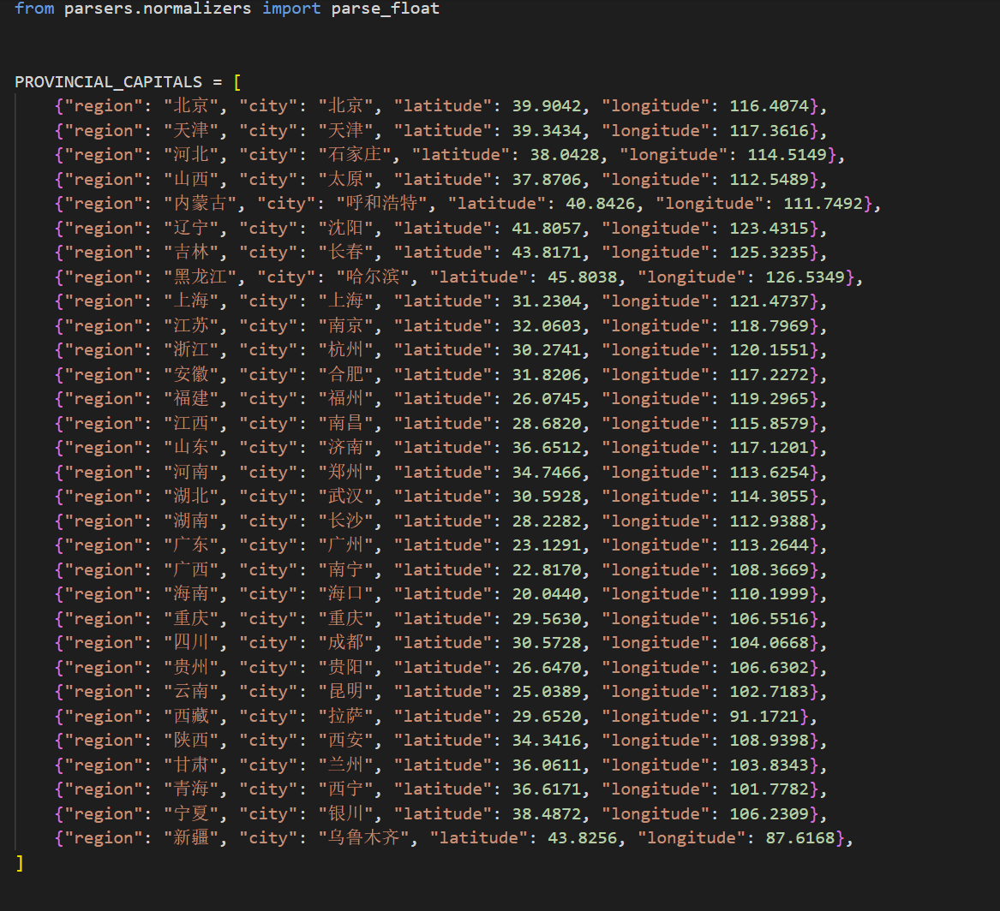 from parsers.normalizers import parse_float
PROVINCIAL_CAPITALS = [
{"region": "北京", "city": "北京", "latitude": 39.9042, "longitude": 116.4074},
{"region": "天津", "city": "天津", "latitude": 39.3434, "longitude": 117.3616},
{"region": "河北", "city": "石家庄", "latitude": 38.0428, "longitude": 114.5149},
{"region": "山西", "city": "太原", "latitude": 37.8706, "longitude": 112.5489},
{"region": "内蒙古", "city": "呼和浩特", "latitude": 40.8426, "longitude": 111.7492},
{"region": "辽宁", "city": "沈阳", "latitude": 41.8057, "longitude": 123.4315},
{"region": "吉林", "city": "长春", "latitude": 43.8171, "longitude": 125.3235},
{"region": "黑龙江", "city": "哈尔滨", "latitude": 45.8038, "longitude": 126.5349},
{"region": "上海", "city": "上海", "latitude": 31.2304, "longitude": 121.4737},
{"region": "江苏", "city": "南京", "latitude": 32.0603, "longitude": 118.7969},
{"region": "浙江", "city": "杭州", "latitude": 30.2741, "longitude": 120.1551},
{"region": "安徽", "city": "合肥", "latitude": 31.8206, "longitude": 117.2272},
{"region": "福建", "city": "福州", "latitude": 26.0745, "longitude": 119.2965},
{"region": "江西", "city": "南昌", "latitude": 28.6820, "longitude": 115.8579},
{"region": "山东", "city": "济南", "latitude": 36.6512, "longitude": 117.1201},
{"region": "河南", "city": "郑州", "latitude": 34.7466, "longitude": 113.6254},
{"region": "湖北", "city": "武汉", "latitude": 30.5928, "longitude": 114.3055},
{"region": "湖南", "city": "长沙", "latitude": 28.2282, "longitude": 112.9388},
{"region": "广东", "city": "广州", "latitude": 23.1291, "longitude": 113.2644},
{"region": "广西", "city": "南宁", "latitude": 22.8170, "longitude": 108.3669},
{"region": "海南", "city": "海口", "latitude": 20.0440, "longitude": 110.1999},
{"region": "重庆", "city": "重庆", "latitude": 29.5630, "longitude": 106.5516},
{"region": "四川", "city": "成都", "latitude": 30.5728, "longitude": 104.0668},
{"region": "贵州", "city": "贵阳", "latitude": 26.6470, "longitude": 106.6302},
{"region": "云南", "city": "昆明", "latitude": 25.0389, "longitude": 102.7183},
{"region": "西藏", "city": "拉萨", "latitude": 29.6520, "longitude": 91.1721},
{"region": "陕西", "city": "西安", "latitude": 34.3416, "longitude": 108.9398},
{"region": "甘肃", "city": "兰州", "latitude": 36.0611, "longitude": 103.8343},
{"region": "青海", "city": "西宁", "latitude": 36.6171, "longitude": 101.7782},
{"region": "宁夏", "city": "银川", "latitude": 38.4872, "longitude": 106.2309},
{"region": "新疆", "city": "乌鲁木齐", "latitude": 43.8256, "longitude": 87.6168},
]